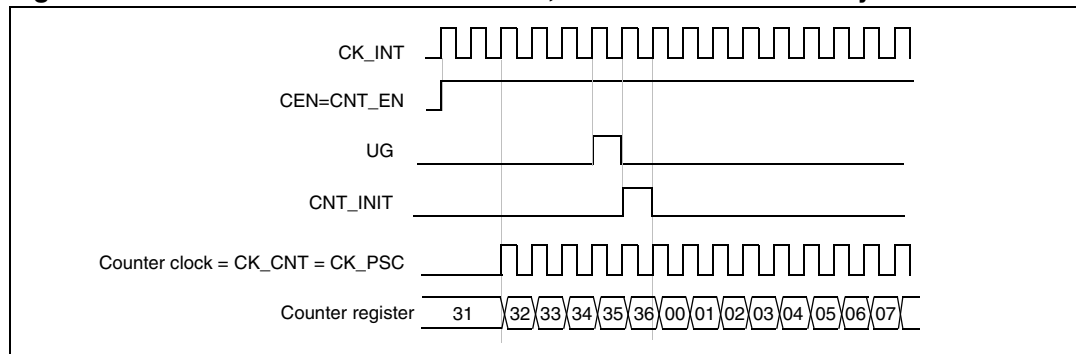 CK_INT
CEN=CNT_EN
UG
CNT_INIT
Counter clock = CK_CNT = CK_PSC
Counter register 31 32 33 34 35 36 00 01 02 03 04 05 06 07